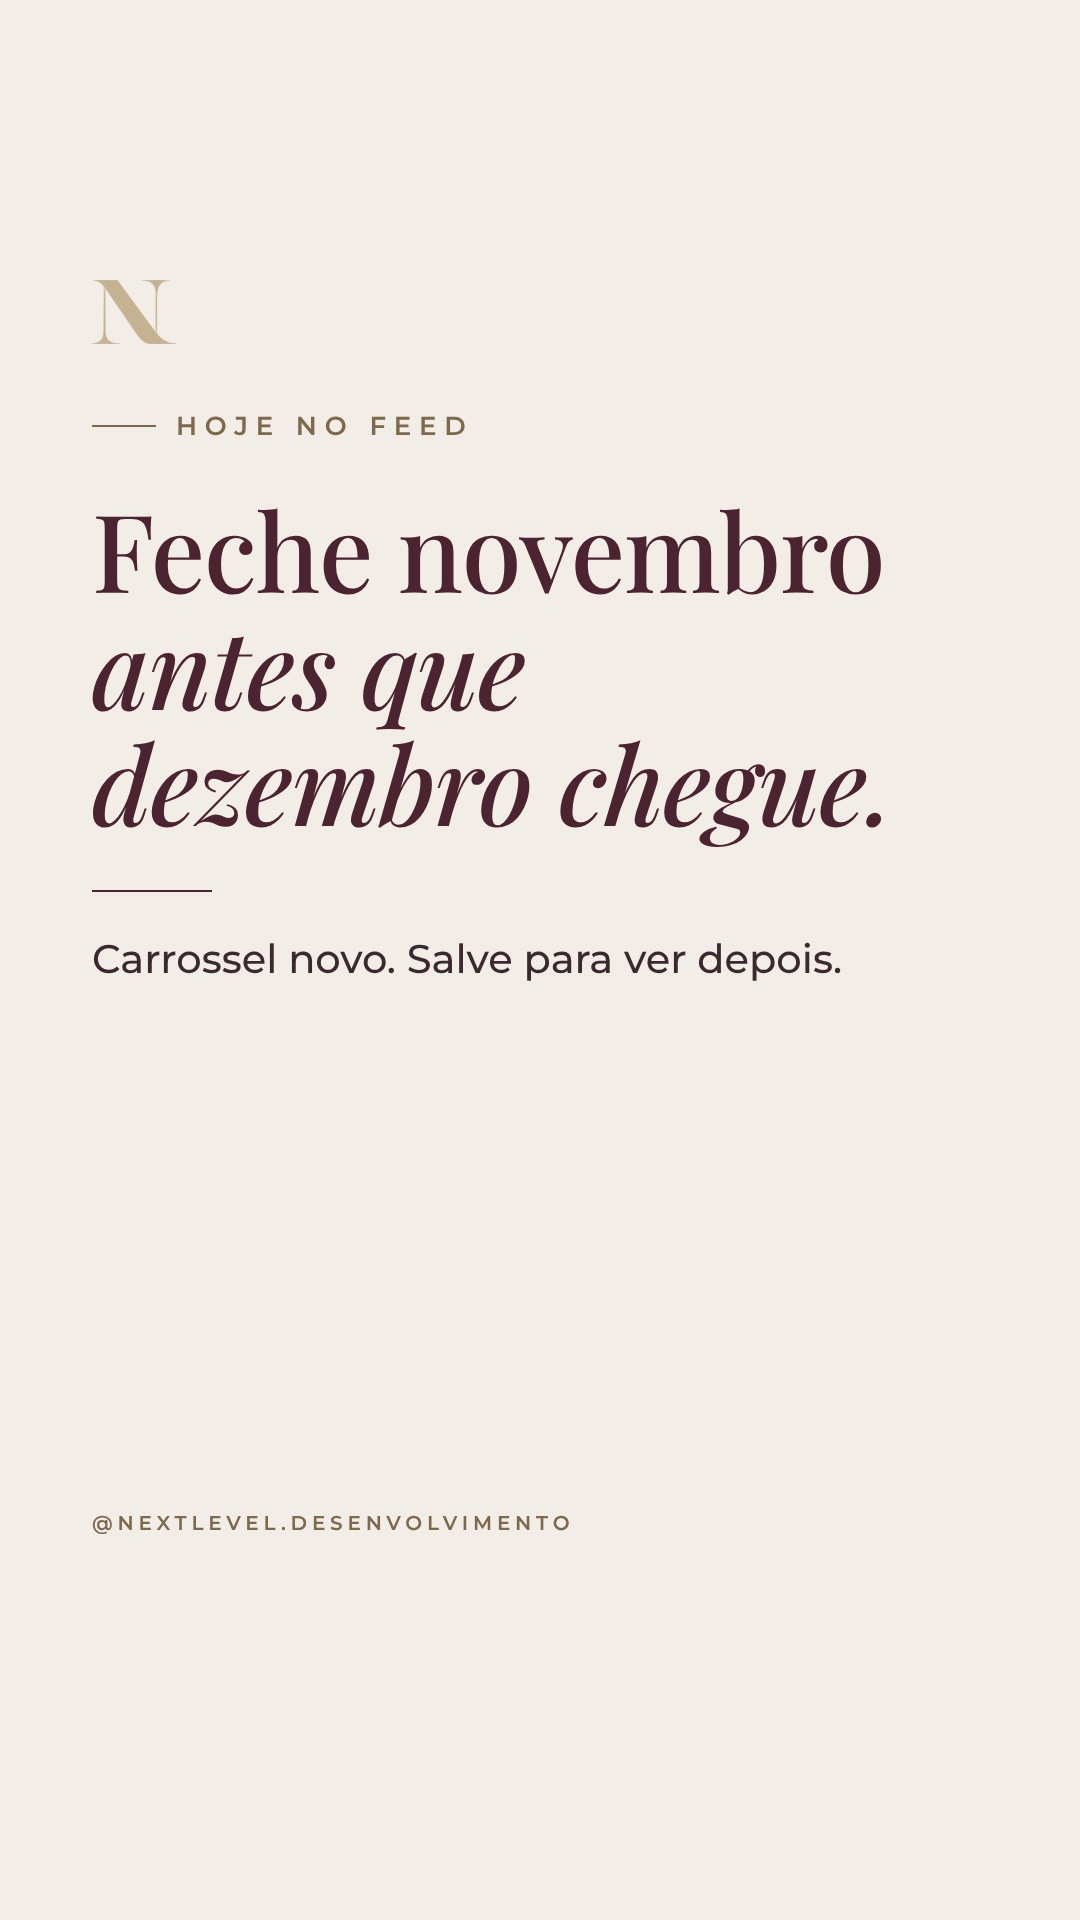 N
HOJE NO FEED
Feche novembro
antes que
dezembro chegue.
Carrossel novo. Salve para ver depois.
@NEXTLEVEL.DESENVOLVIMENTO